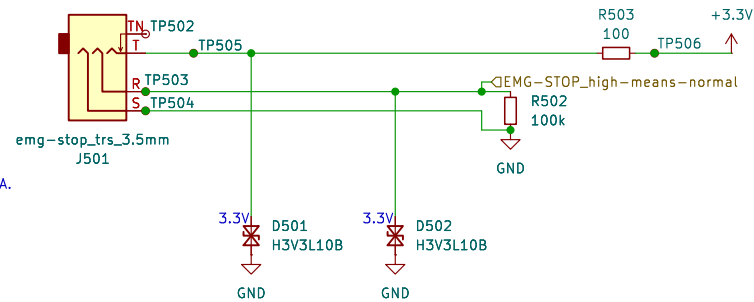 R503
+3.3V
100
TN
TP502
T
TP505
TP506
R
TP503
EMG-STOP_high-means-normal
S
TP504
R502
100k
emg-stop_trs_3.5mm
J501
GND
A.
3.3V
D501
H3V3L10B
3.3V
D502
H3V3L10B
GND
GND